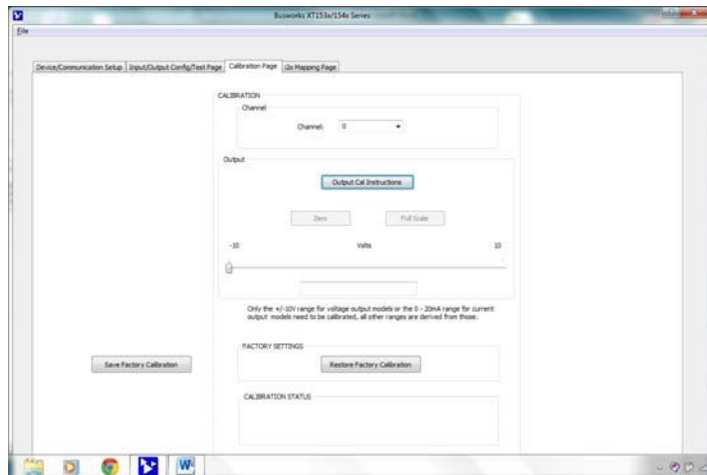 Busworks XT153x/154x Series
File
Device/Communication Setup Input/Output Config/Test Page Calibration Page i2o Mapping Page
CALIBRATION
Channel
Channel: 0
Output
Output Cal Instructions
Zero Full Scale
-10 Volts 10
Only the +/-10V range for voltage output models or the 0 - 20mA range for current
output models need to be calibrated, all other ranges are derived from those.
FACTORY SETTINGS
Save Factory Calibration Restore Factory Calibration
CALIBRATION STATUS
W